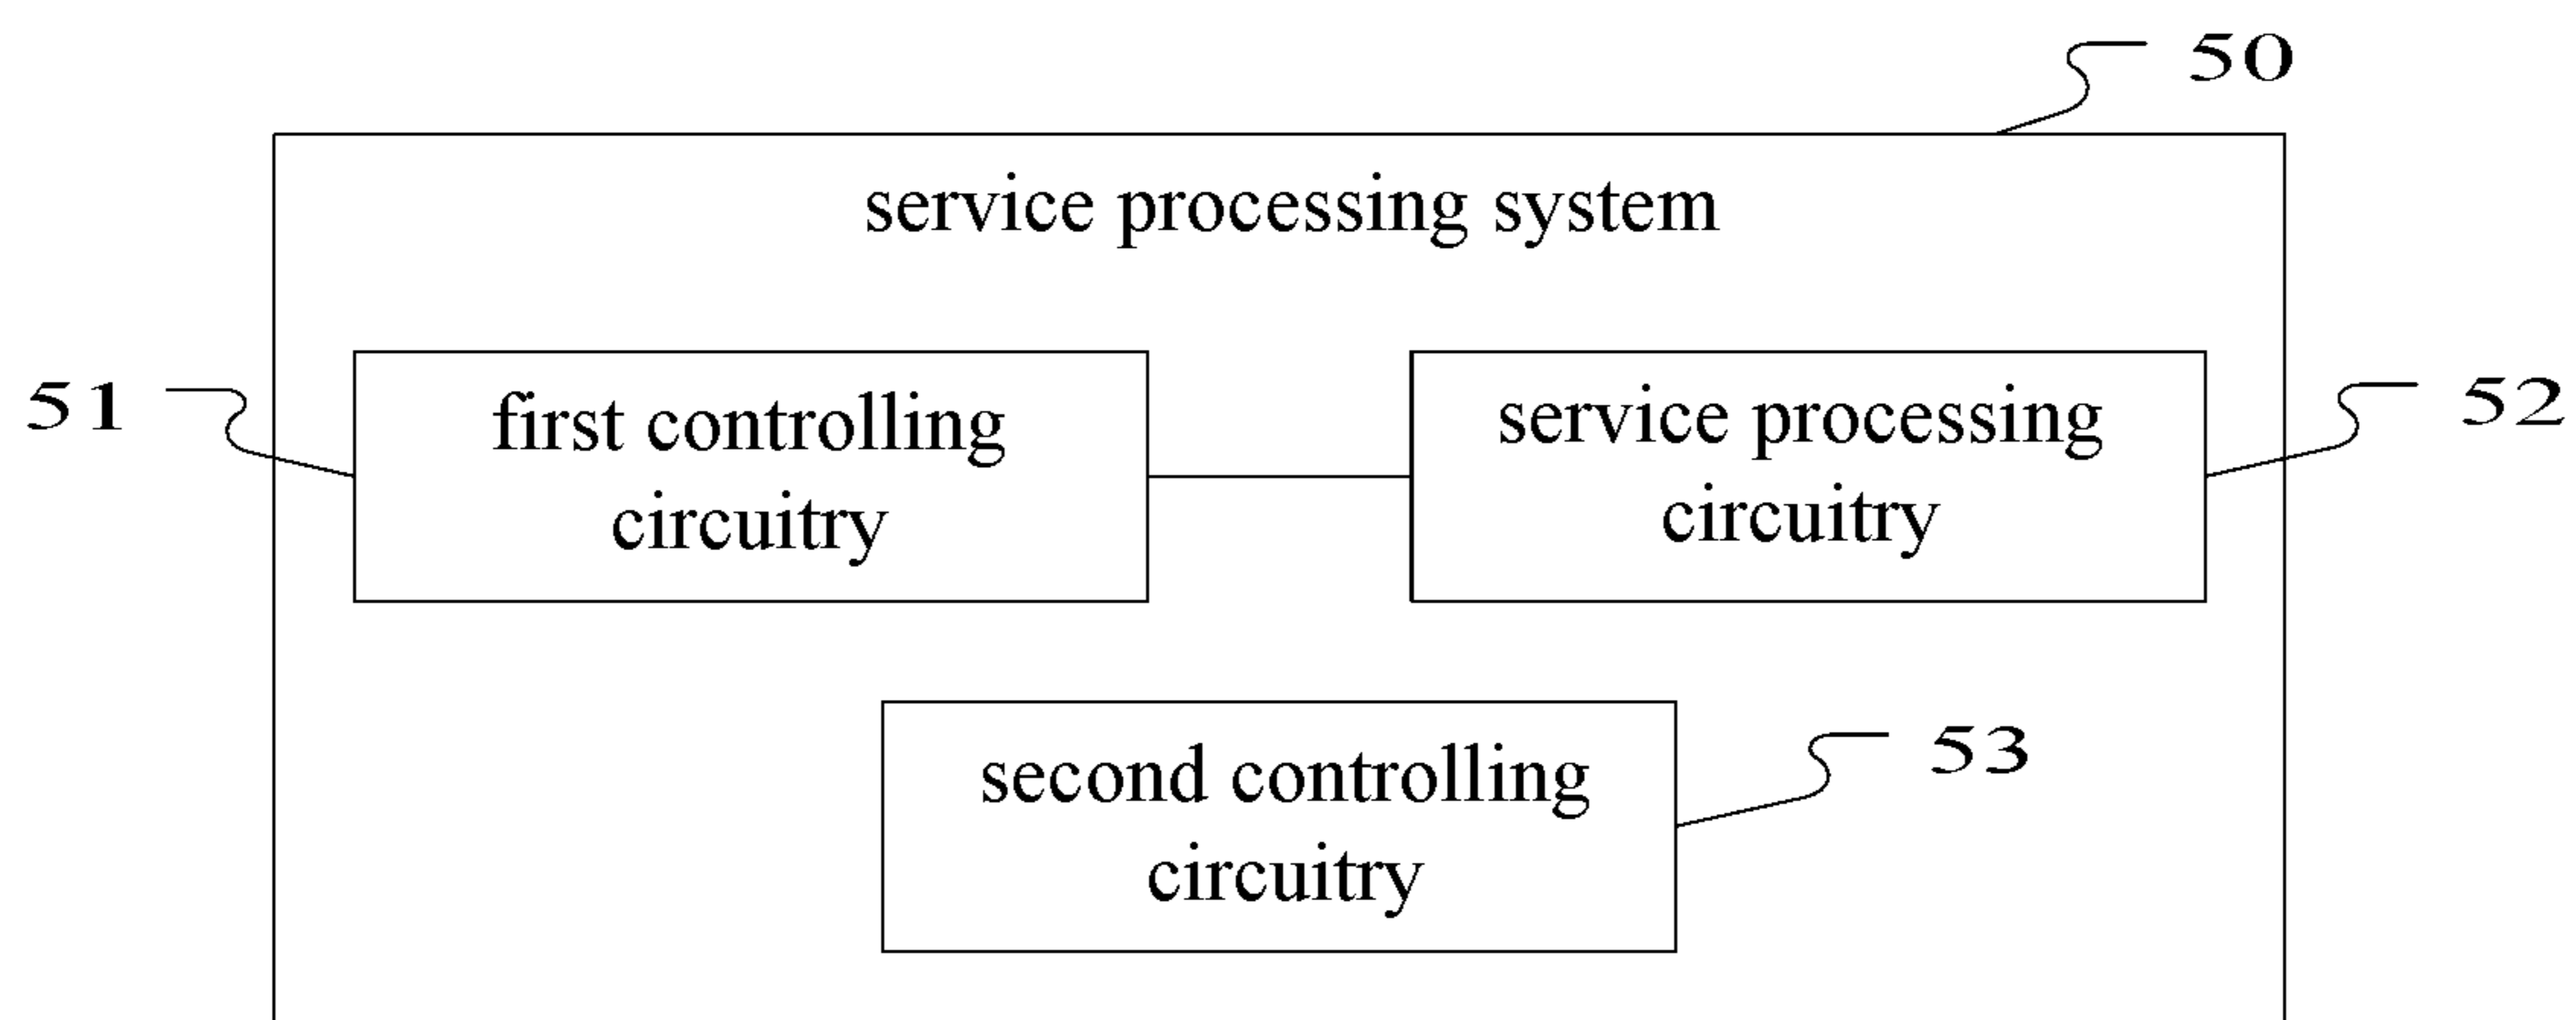 50
service processing system
51
first controlling
circuitry
service processing
circuitry
52
second controlling
circuitry
53